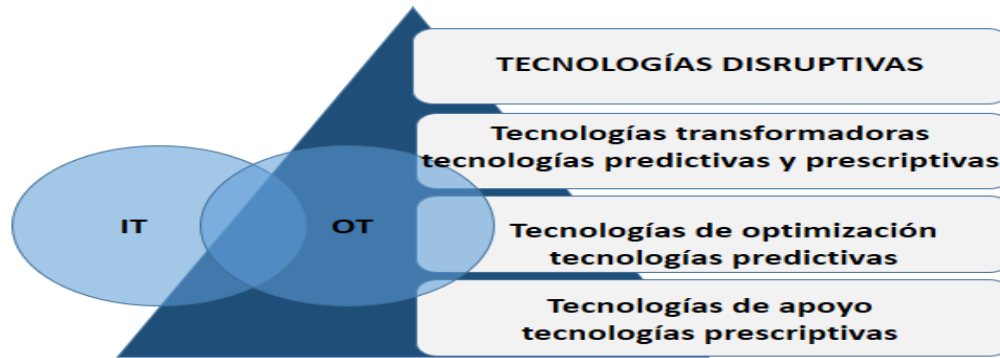 TECNOLOGÍAS DISRUPTIVAS
Tecnologías transformadoras
tecnologías predictivas y prescriptivas
IT
OT
Tecnologías de optimización
tecnologías predictivas
Tecnologías de apoyo
tecnologías prescriptivas